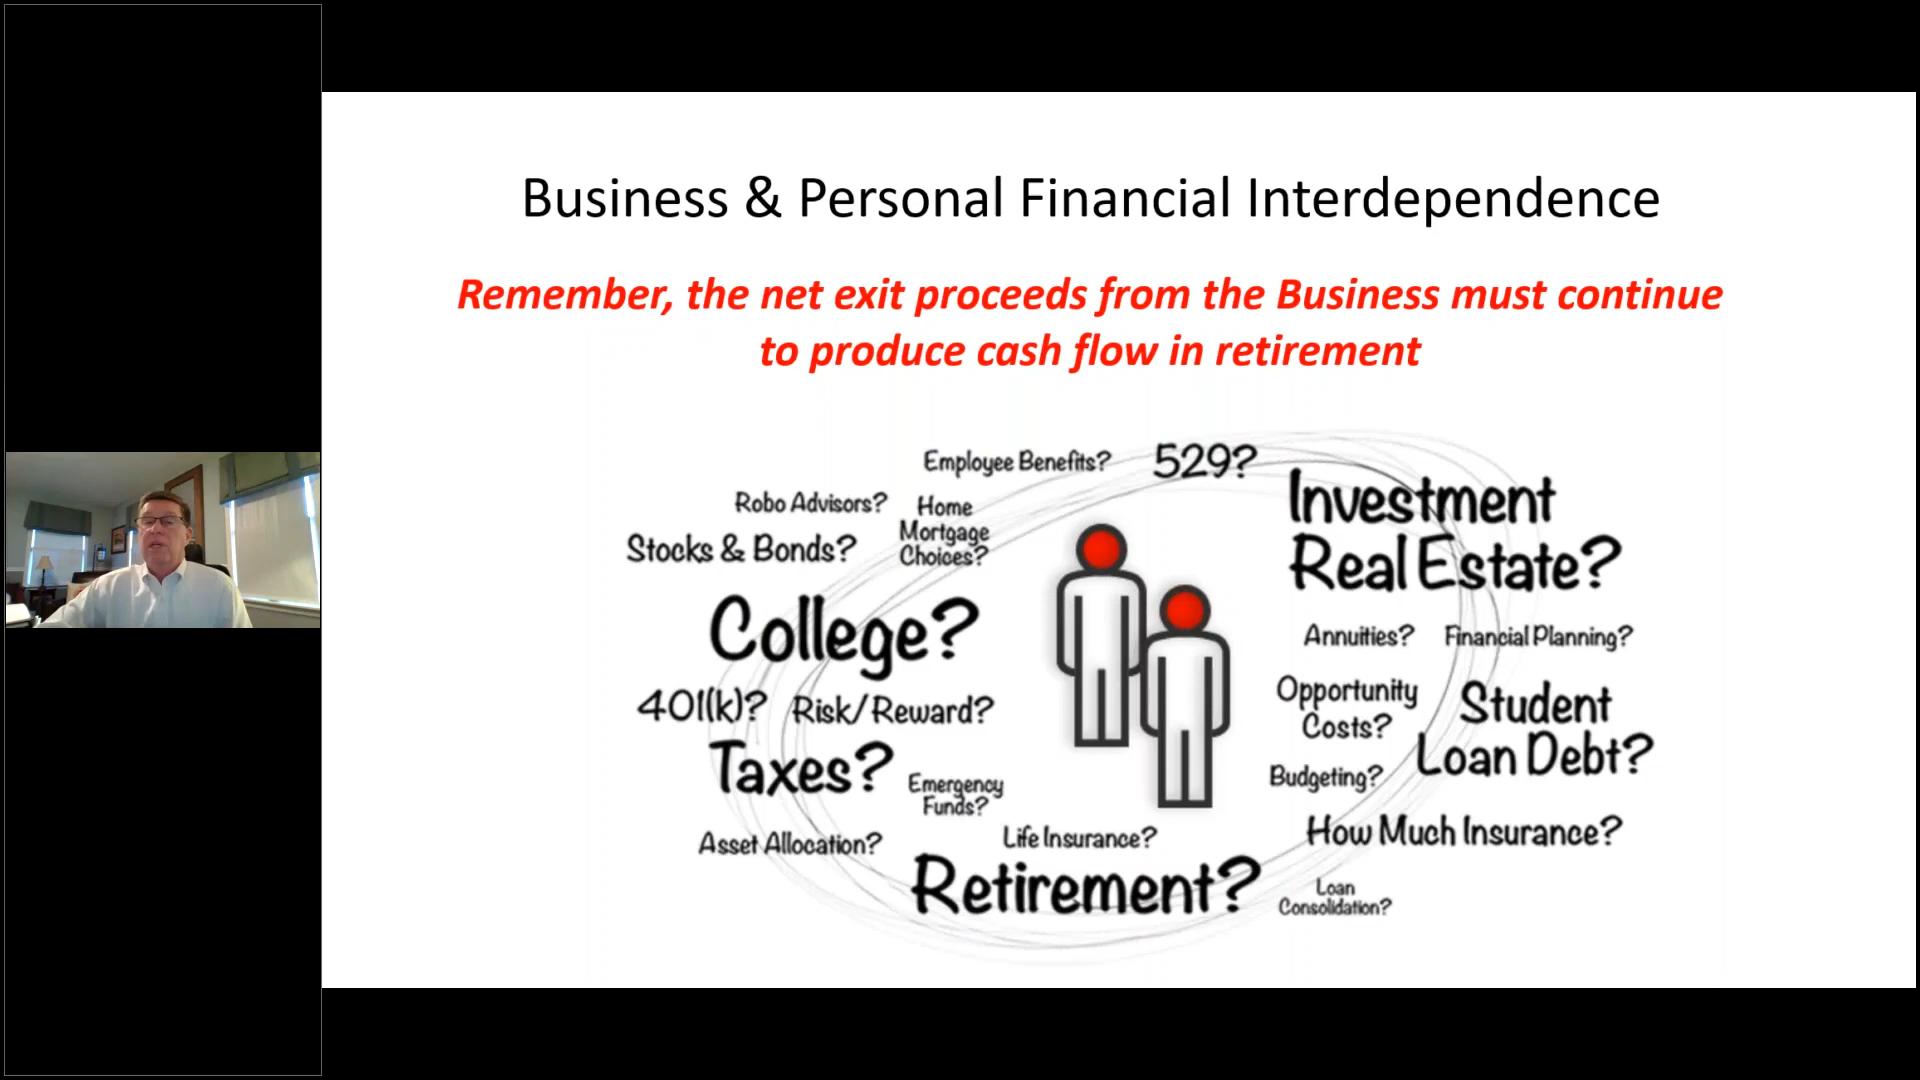 Business & Personal Financial Interdependence
Remember, the net exit proceeds from the Business must continue
to produce cash flow in retirement
Employee Benefits?
529?
Robo Advisors?
Home
Mortgage
Choices?
Stocks & Bonds?
Investment
Real Estate?
College?
Annuities?
Financial Planning?
401(k)?
Risk/Reward?
Opportunity
Costs?
Student
Loan Debt?
Taxes?
Emergency
Funds?
Budgeting?
Asset Allocation?
Life Insurance?
How Much Insurance?
Retirement?
Loan
Consolidation?